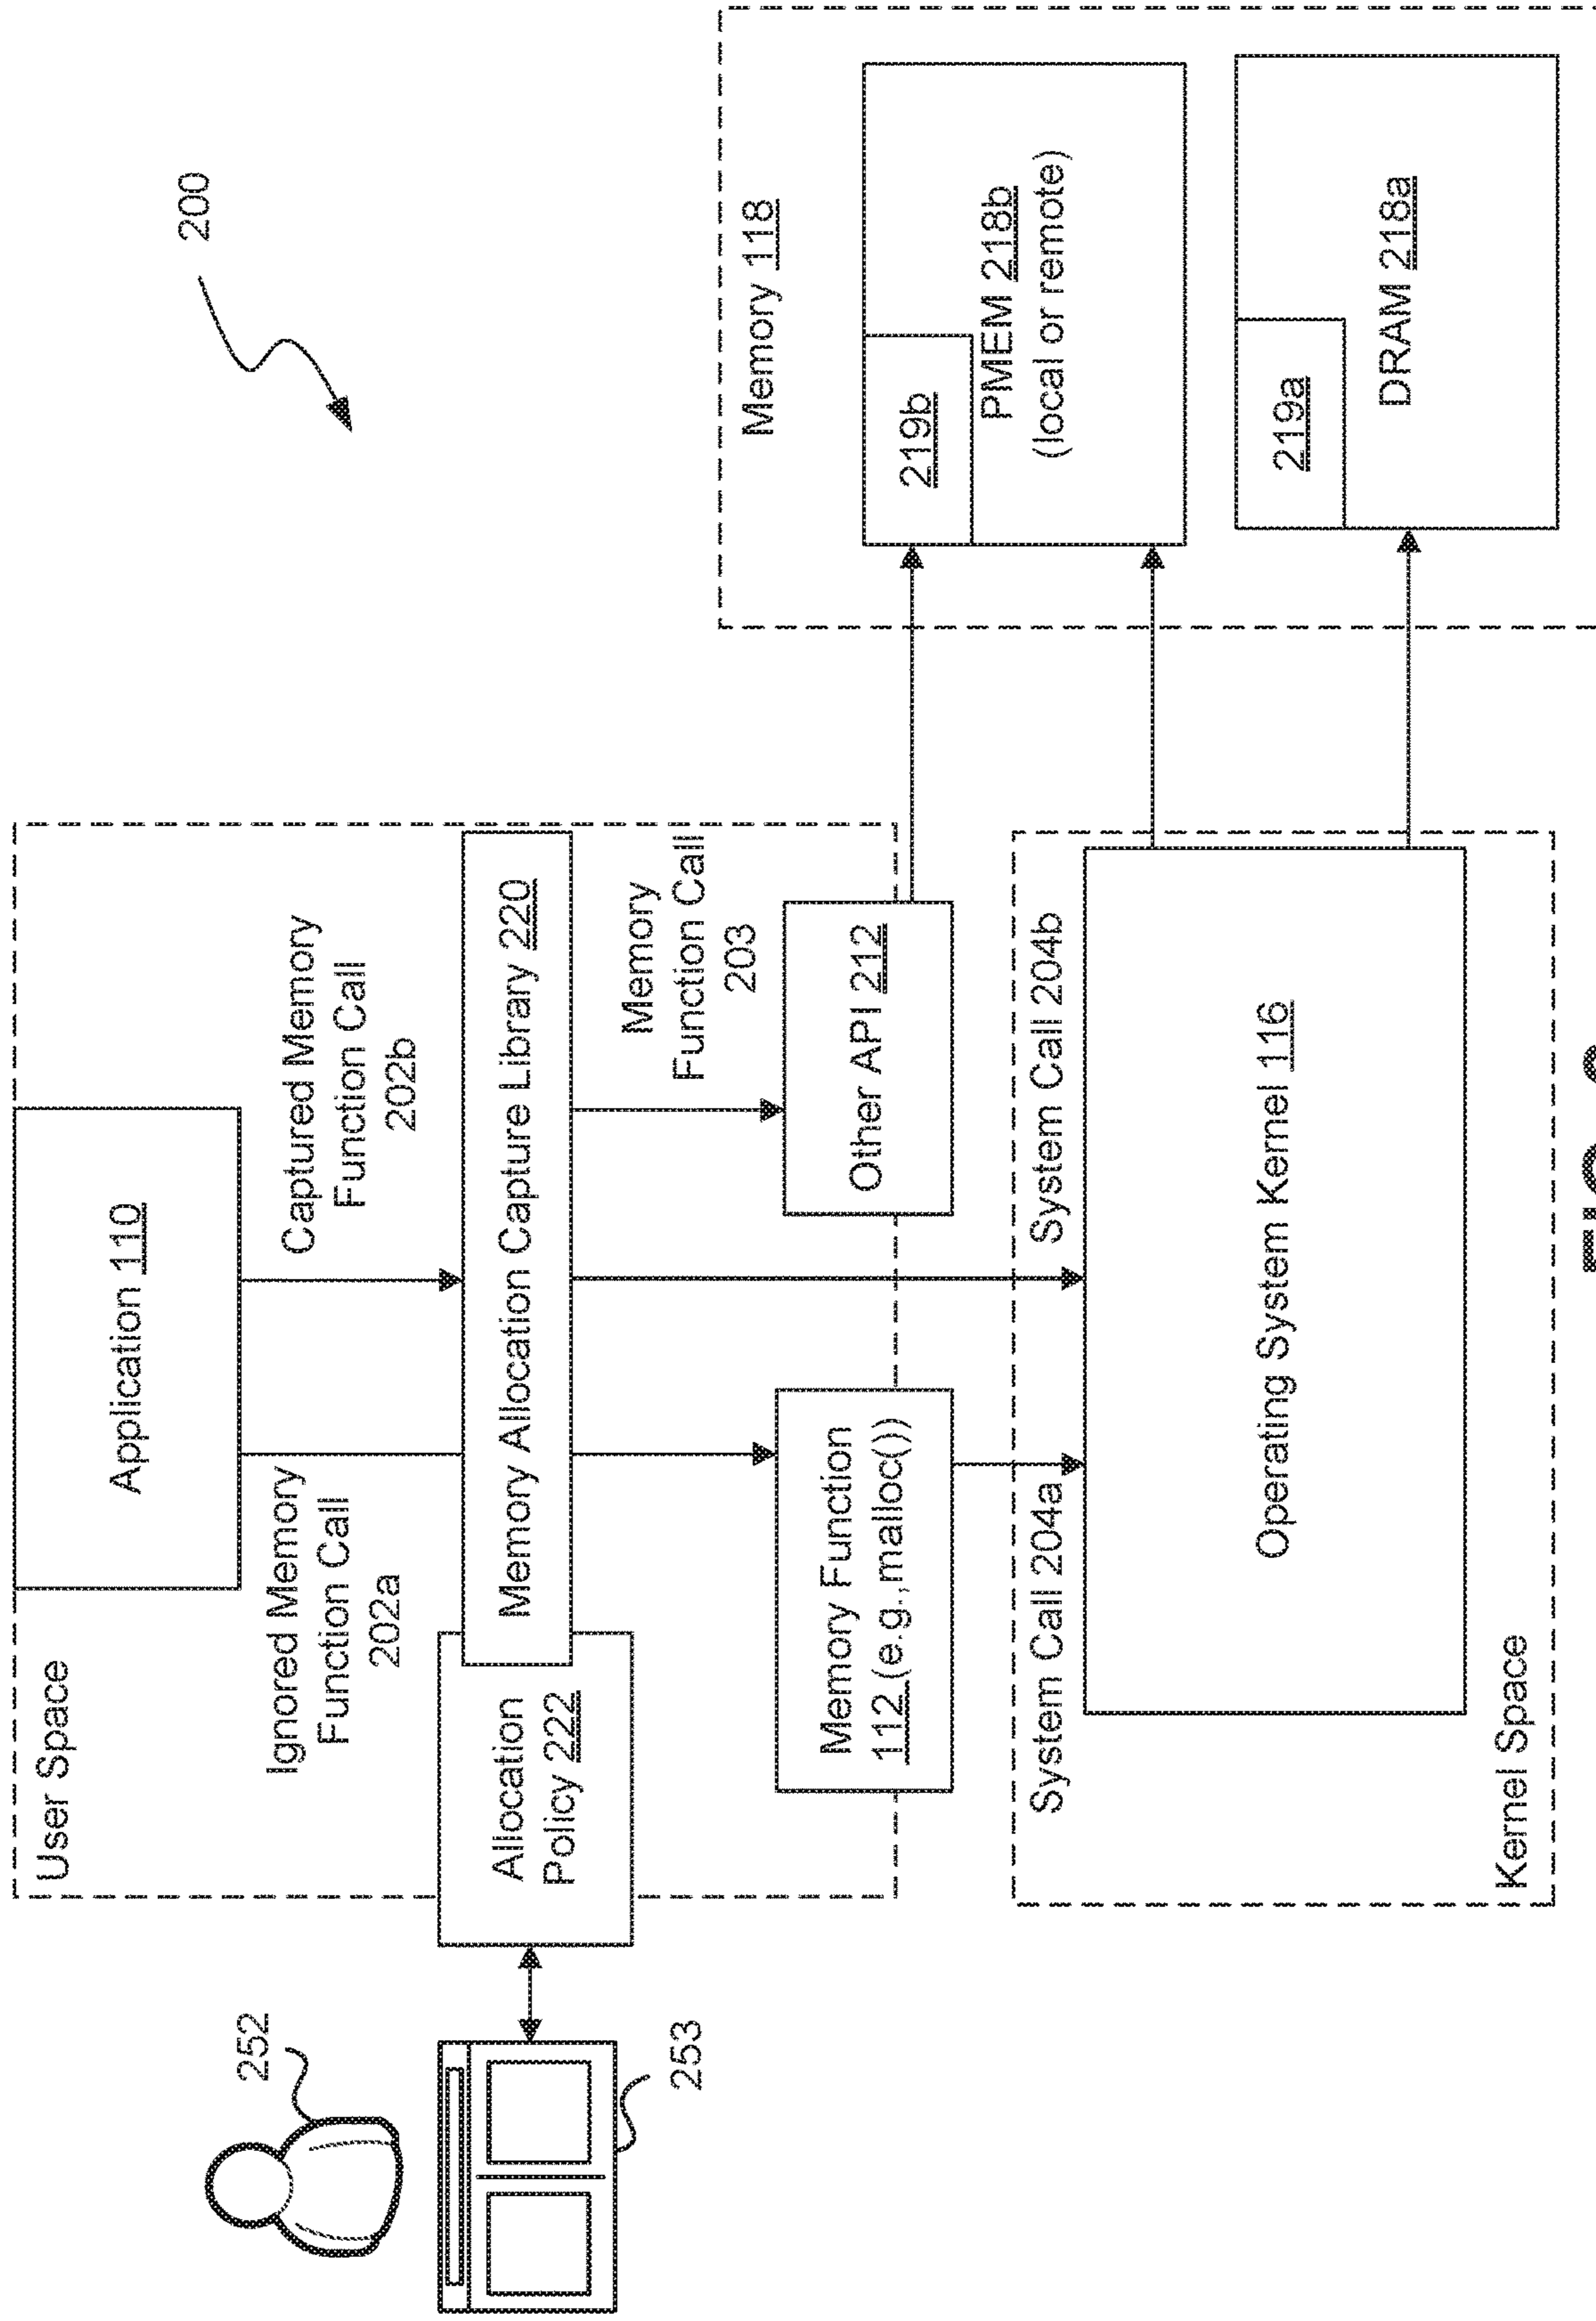 200
User Space
Application 110
Ignored Memory
Function Call
202a
Captured Memory
Function Call
202b
252
253
Allocation
Policy 222
Memory Allocation Capture Library 220
Memory
Function Call
203
Memory Function
112 (e.g.,malloc())
Other API 212
System Call 204a
System Call 204b
Operating System Kernel 116
Kernel Space
Memory 118
219b
PMEM 218b
(local or remote)
219a
DRAM 218a